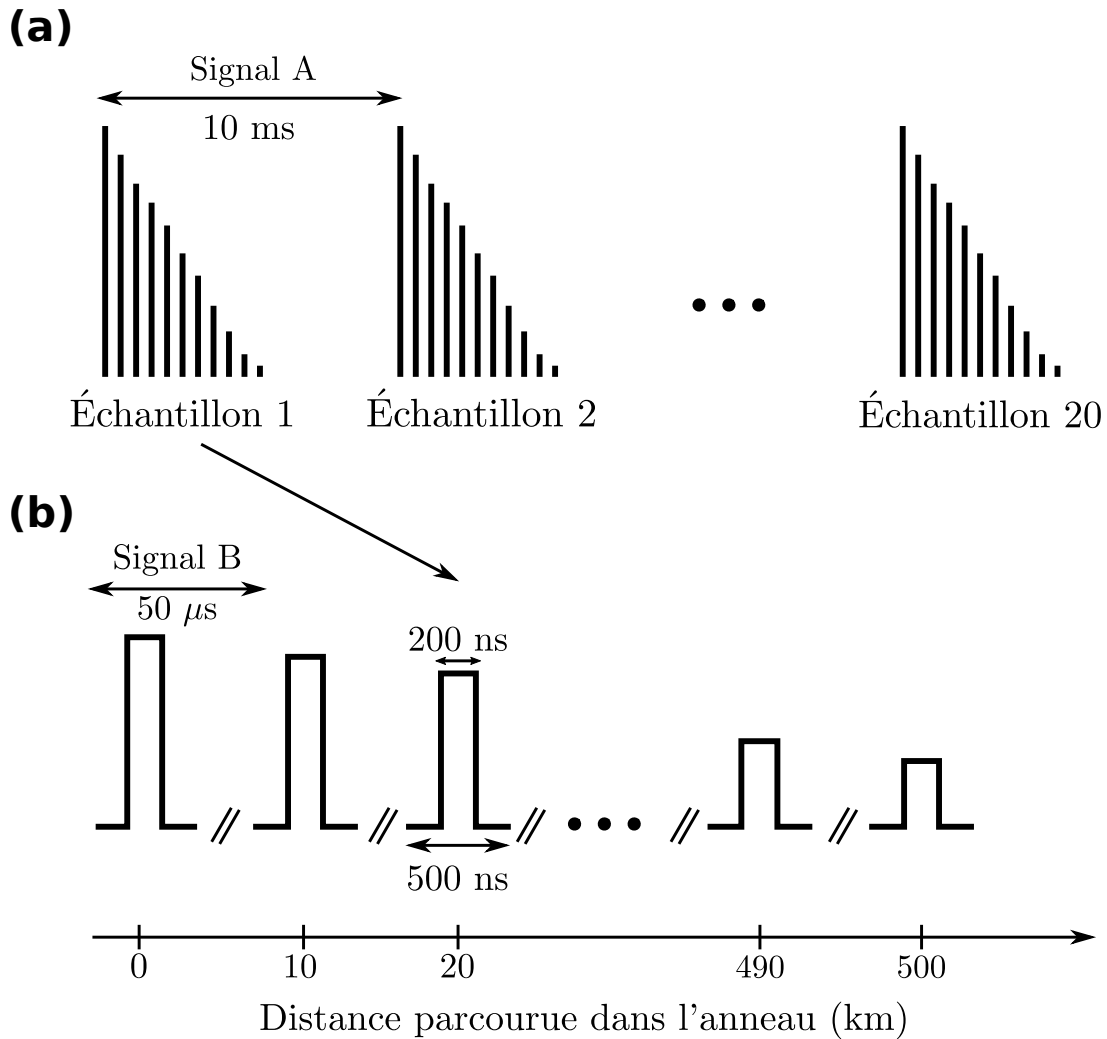 (a)
Signal A
10 ms
Échantillon 1 Échantillon 2 Échantillon 20
(b)
Signal B
50 μs
200 ns
500 ns
0 10 20 490 500
Distance parcourue dans l'anneau (km)